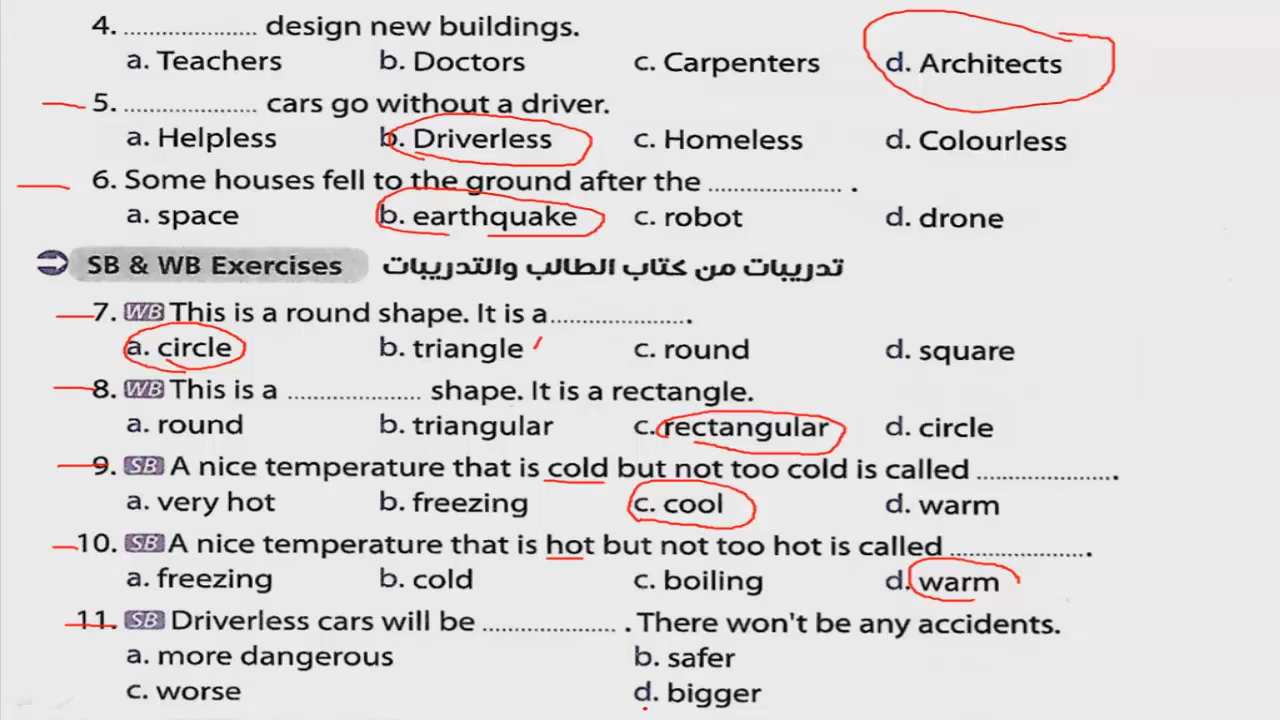 4. .................... design new buildings.
a. Teachers b. Doctors c. Carpenters d. Architects
5. .................... cars go without a driver.
a. Helpless b. Driverless c. Homeless d. Colourless
6. Some houses fell to the ground after the .................... .
a. space b. earthquake c. robot d. drone
SB & WB Exercises تدريبات من كتاب الطالب والتدريبات
7. WB This is a round shape. It is a.....................
a. circle b. triangle c. round d. square
8. WB This is a .................... shape. It is a rectangle.
a. round b. triangular c. rectangular d. circle
9. SB A nice temperature that is cold but not too cold is called .....................
a. very hot b. freezing c. cool d. warm
10. SB A nice temperature that is hot but not too hot is called .....................
a. freezing b. cold c. boiling d. warm
11. SB Driverless cars will be .................... . There won't be any accidents.
a. more dangerous b. safer
c. worse d. bigger